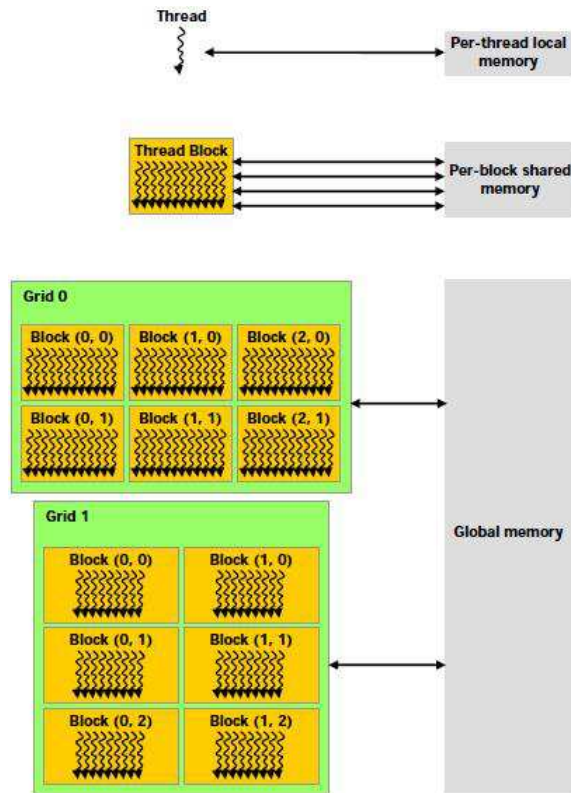 Thread
Per-thread local
memory
Thread Block
Per-block shared
memory
Grid 0
Block (0, 0)
Block (1, 0)
Block (2, 0)
Block (0, 1)
Block (1, 1)
Block (2, 1)
Grid 1
Global memory
Block (0, 0)
Block (1, 0)
Block (0, 1)
Block (1, 1)
Block (0, 2)
Block (1, 2)